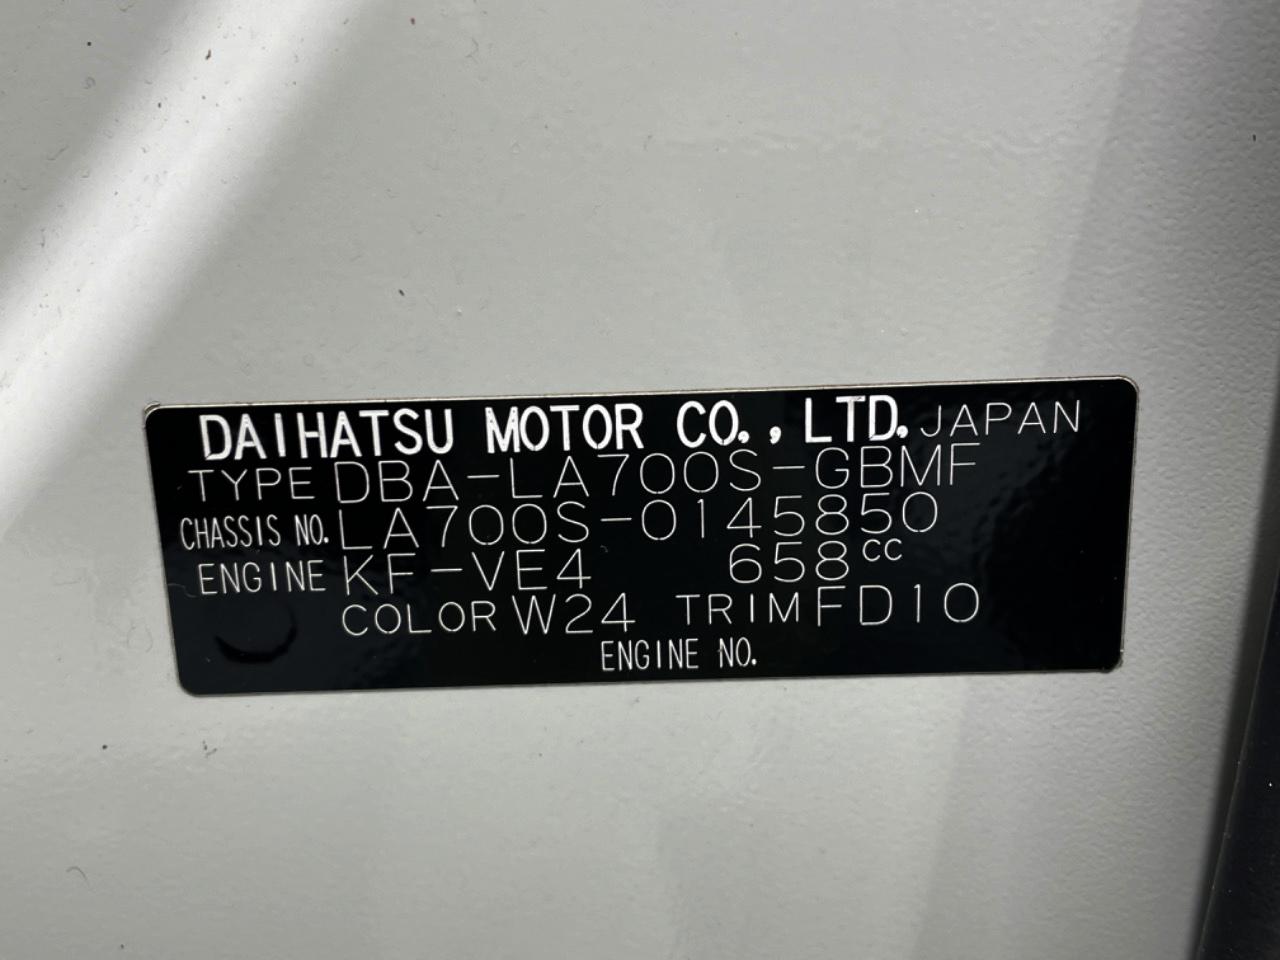 DAIHATSU MOTOR CO.,LTD.JAPAN
TYPE DBA-LA700S-GBMF
CHASSIS NO. LA700S-0145850
ENGINE KF-VE4 658cc
COLOR W24 TRIM FD10
ENGINE NO.